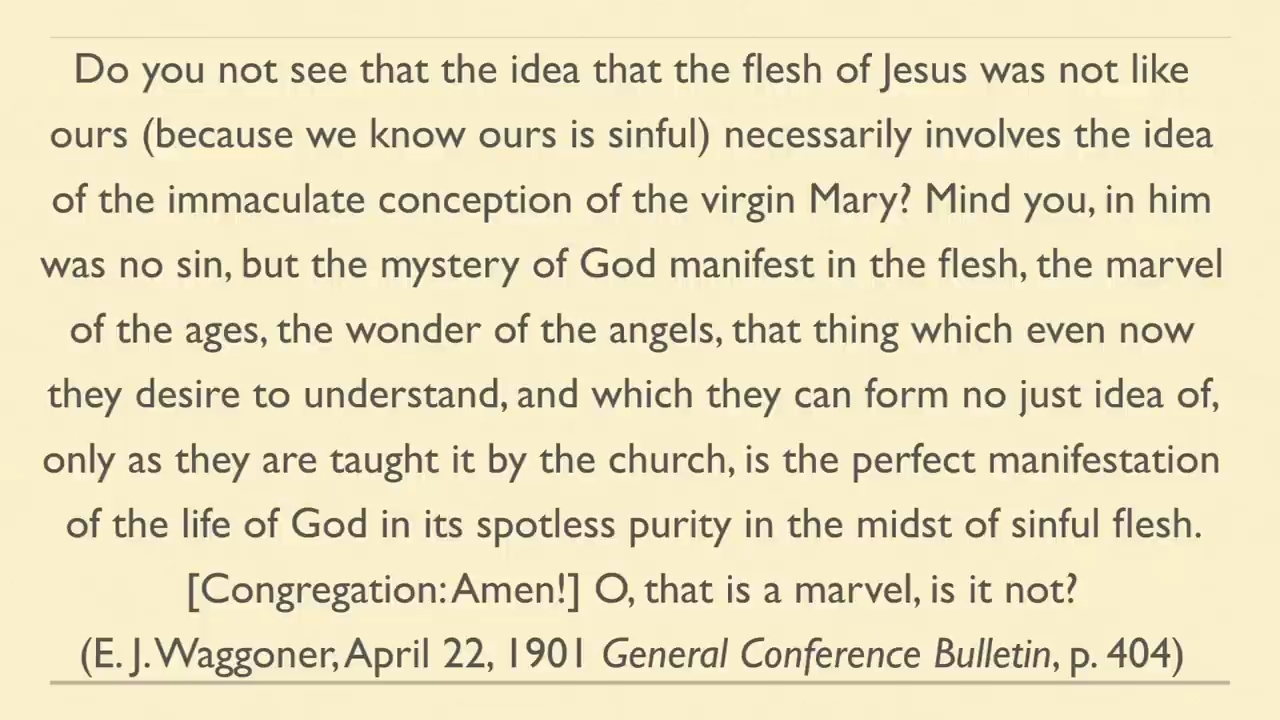 Do you not see that the idea that the flesh of Jesus was not like
ours (because we know ours is sinful) necessarily involves the idea
of the immaculate conception of the virgin Mary? Mind you, in him
was no sin, but the mystery of God manifest in the flesh, the marvel
of the ages, the wonder of the angels, that thing which even now
they desire to understand, and which they can form no just idea of,
only as they are taught it by the church, is the perfect manifestation
of the life of God in its spotless purity in the midst of sinful flesh.
[Congregation: Amen!] O, that is a marvel, is it not?
(E. J. Waggoner, April 22, 1901 General Conference Bulletin, p. 404)